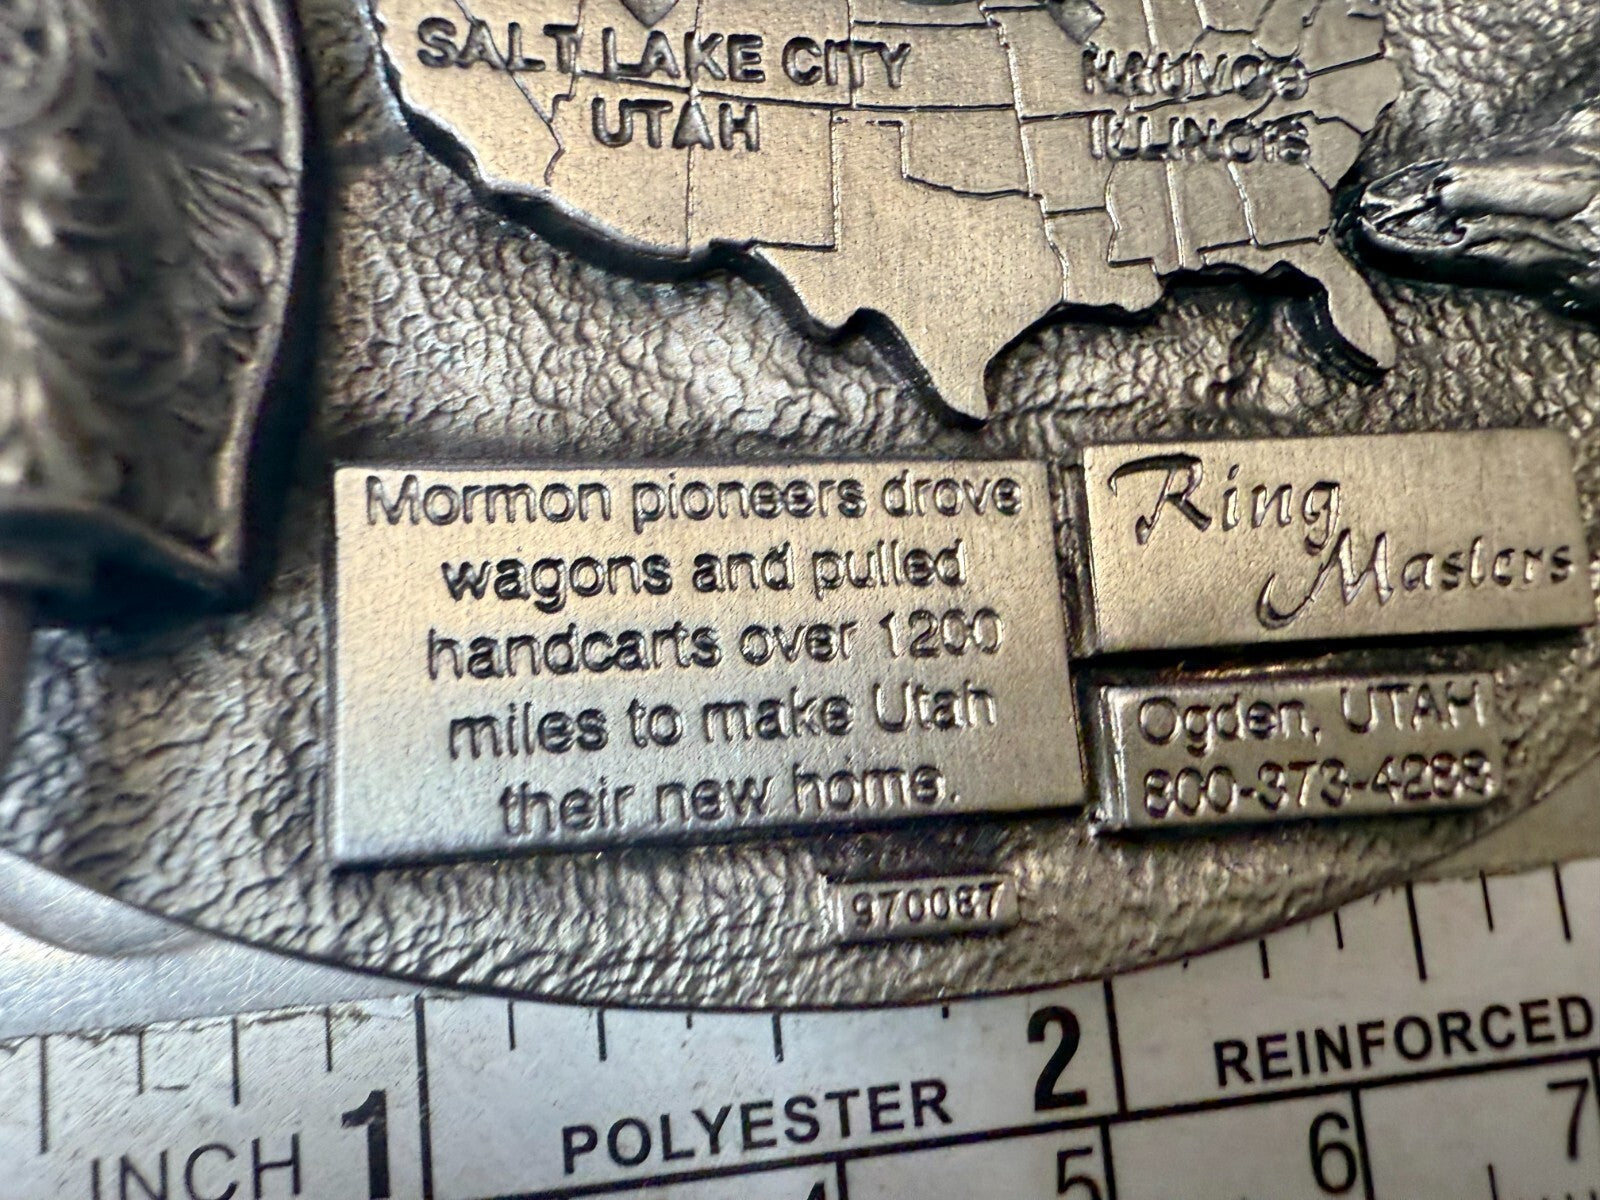 SALT LAKE CITY
UTAH
NAUVOO
ILLINOIS
Mormon pioneers drove
wagons and pulled
handcarts over 1200
miles to make Utah
their new home.
Ring
Masters
Ogden, UTAH
800-373-4288
970087
INCH 1
POLYESTER
2
REINFORCED
4
5
6
7